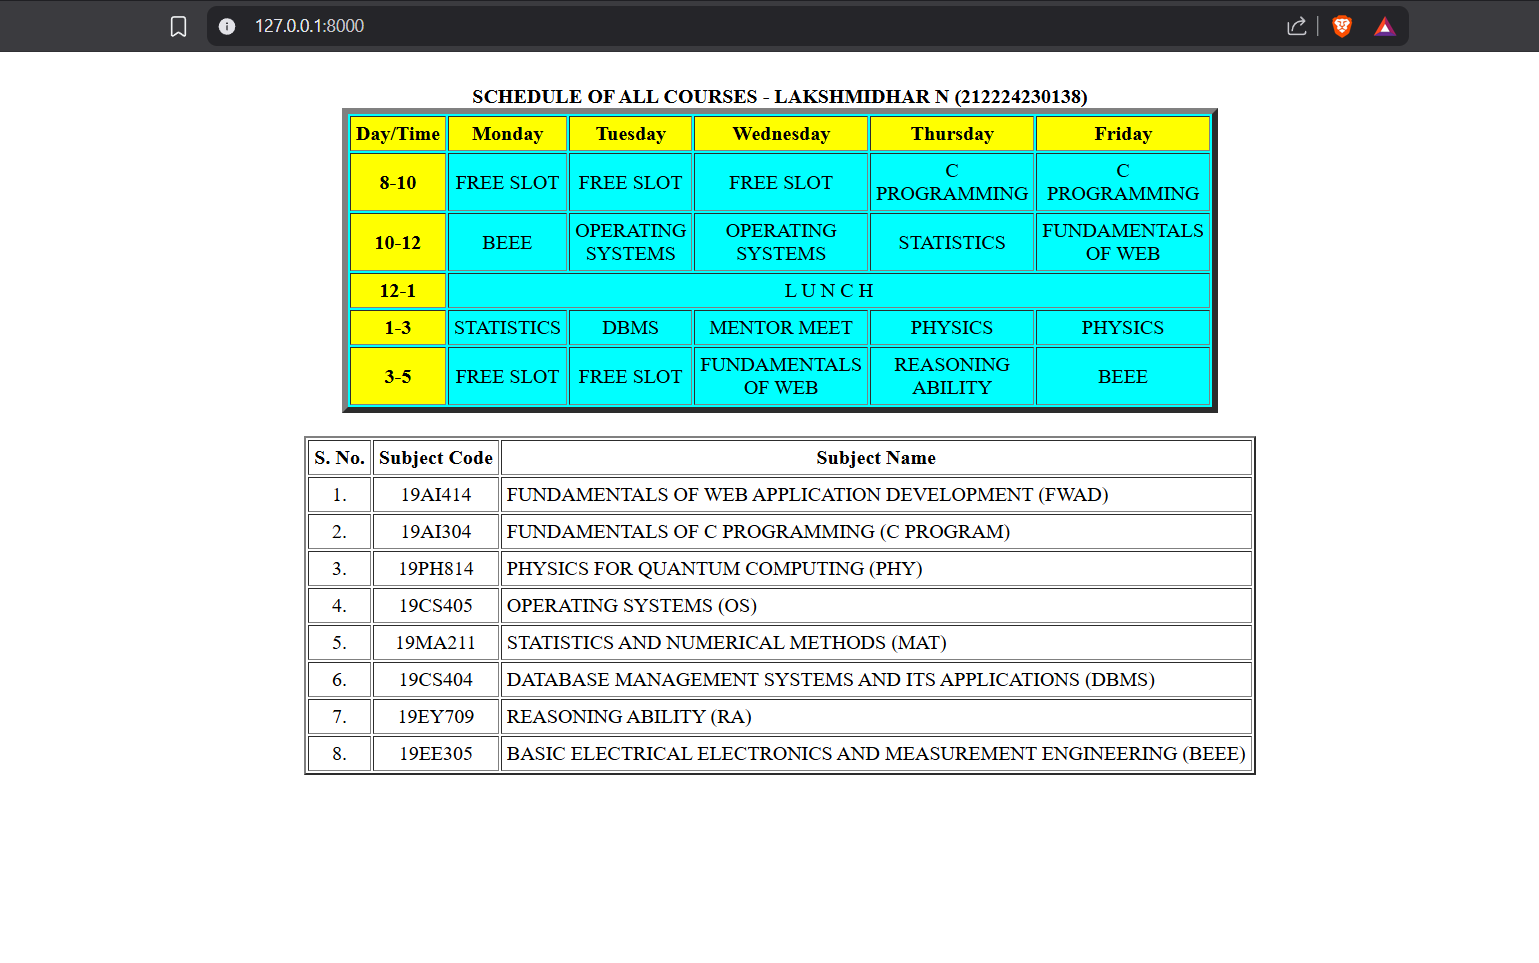 127.0.0.1:8000
SCHEDULE OF ALL COURSES - LAKSHMIDHAR N (212224230138)
Day/Time Monday Tuesday Wednesday Thursday Friday
8-10 FREE SLOT FREE SLOT FREE SLOT C PROGRAMMING C PROGRAMMING
10-12 BEEE OPERATING SYSTEMS OPERATING SYSTEMS STATISTICS FUNDAMENTALS OF WEB
12-1 L U N C H
1-3 STATISTICS DBMS MENTOR MEET PHYSICS PHYSICS
3-5 FREE SLOT FREE SLOT FUNDAMENTALS OF WEB REASONING ABILITY BEEE
S. No. Subject Code Subject Name
1. 19AI414 FUNDAMENTALS OF WEB APPLICATION DEVELOPMENT (FWAD)
2. 19AI304 FUNDAMENTALS OF C PROGRAMMING (C PROGRAM)
3. 19PH814 PHYSICS FOR QUANTUM COMPUTING (PHY)
4. 19CS405 OPERATING SYSTEMS (OS)
5. 19MA211 STATISTICS AND NUMERICAL METHODS (MAT)
6. 19CS404 DATABASE MANAGEMENT SYSTEMS AND ITS APPLICATIONS (DBMS)
7. 19EY709 REASONING ABILITY (RA)
8. 19EE305 BASIC ELECTRICAL ELECTRONICS AND MEASUREMENT ENGINEERING (BEEE)